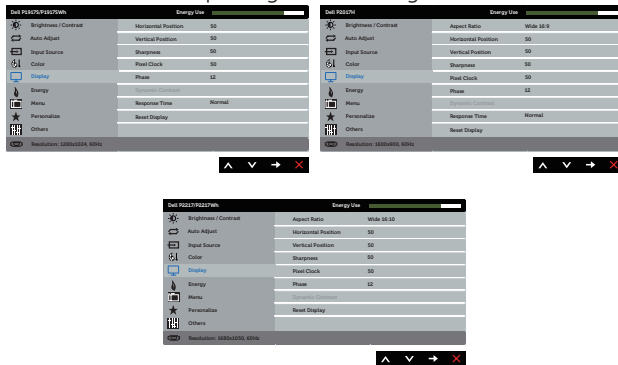 Dell P1917S/P1917SWh Energy Use
Brightness / Contrast Horizontal Position 50
Auto Adjust Vertical Position 50
Input Source Sharpness 50
Color Pixel Clock 50
Display Phase 12
Energy Dynamic Contrast
Menu Response Time Normal
Personalize Reset Display
Others
Resolution: 1280x1024, 60Hz
Dell P2017H Energy Use
Brightness / Contrast Aspect Ratio Wide 16:9
Auto Adjust Horizontal Position 50
Input Source Vertical Position 50
Color Sharpness 50
Display Pixel Clock 50
Energy Phase 12
Menu Dynamic Contrast
Personalize Response Time Normal
Others Reset Display
Resolution: 1600x900, 60Hz
Dell P2217/P2217Wh Energy Use
Brightness / Contrast Aspect Ratio Wide 16:10
Auto Adjust Horizontal Position 50
Input Source Vertical Position 50
Color Sharpness 50
Display Pixel Clock 50
Energy Phase 12
Menu Dynamic Contrast
Personalize Reset Display
Others
Resolution: 1680x1050, 60Hz